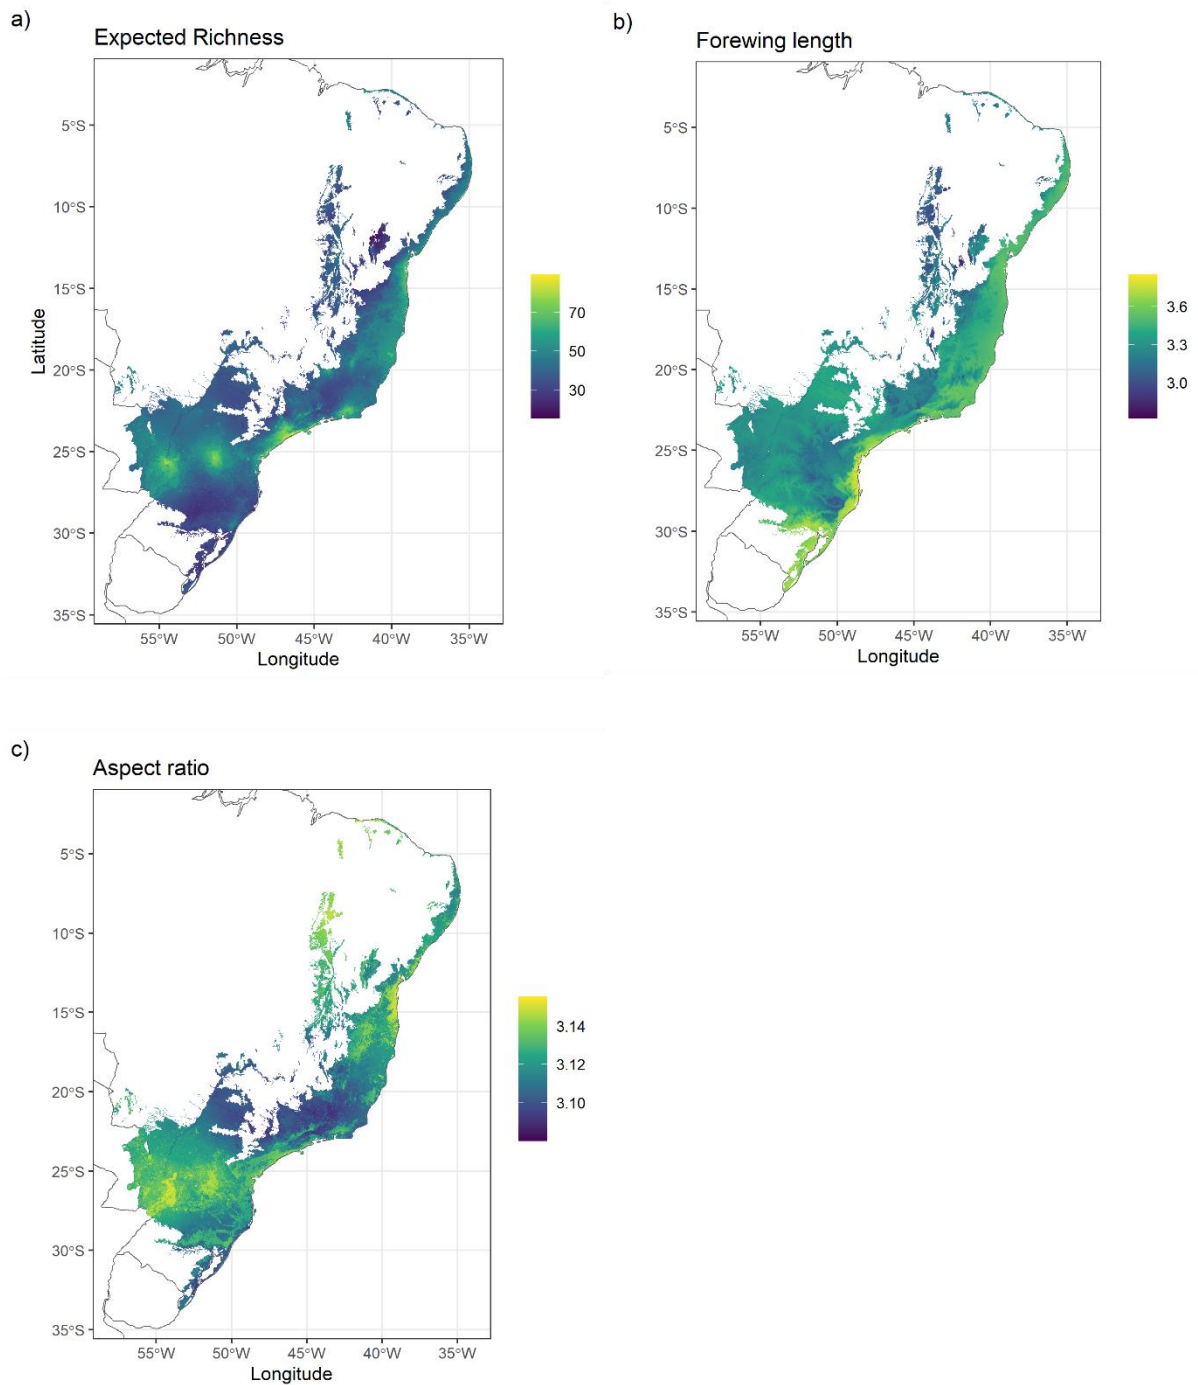 a)
Expected Richness
5°S
10°S
15°S
20°S
25°S
30°S
35°S
Latitude
55°W 50°W 45°W 40°W 35°W
Longitude
70
50
30
b)
Forewing length
5°S
10°S
15°S
20°S
25°S
30°S
35°S
55°W 50°W 45°W 40°W 35°W
Longitude
3.6
3.3
3.0
c)
Aspect ratio
5°S
10°S
15°S
20°S
25°S
30°S
35°S
55°W 50°W 45°W 40°W 35°W
Longitude
3.14
3.12
3.10